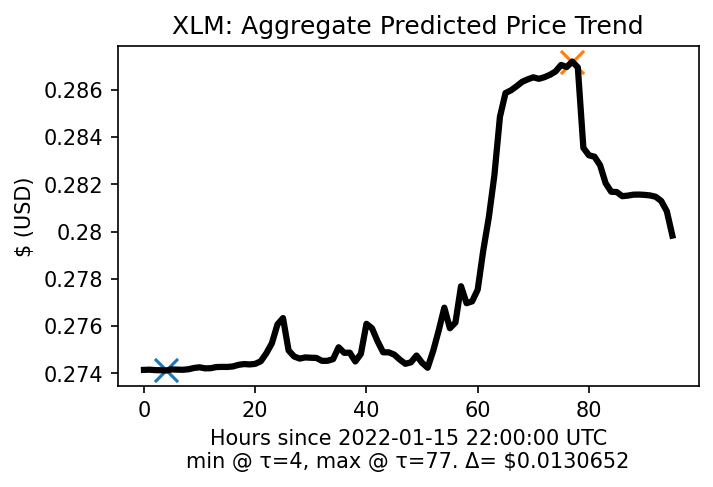 XLM: Aggregate Predicted Price Trend
$ (USD)
0.286
0.284
0.282
0.28
0.278
0.276
0.274
0 20 40 60 80
Hours since 2022-01-15 22:00:00 UTC
min @ τ=4, max @ τ=77. Δ= $0.0130652